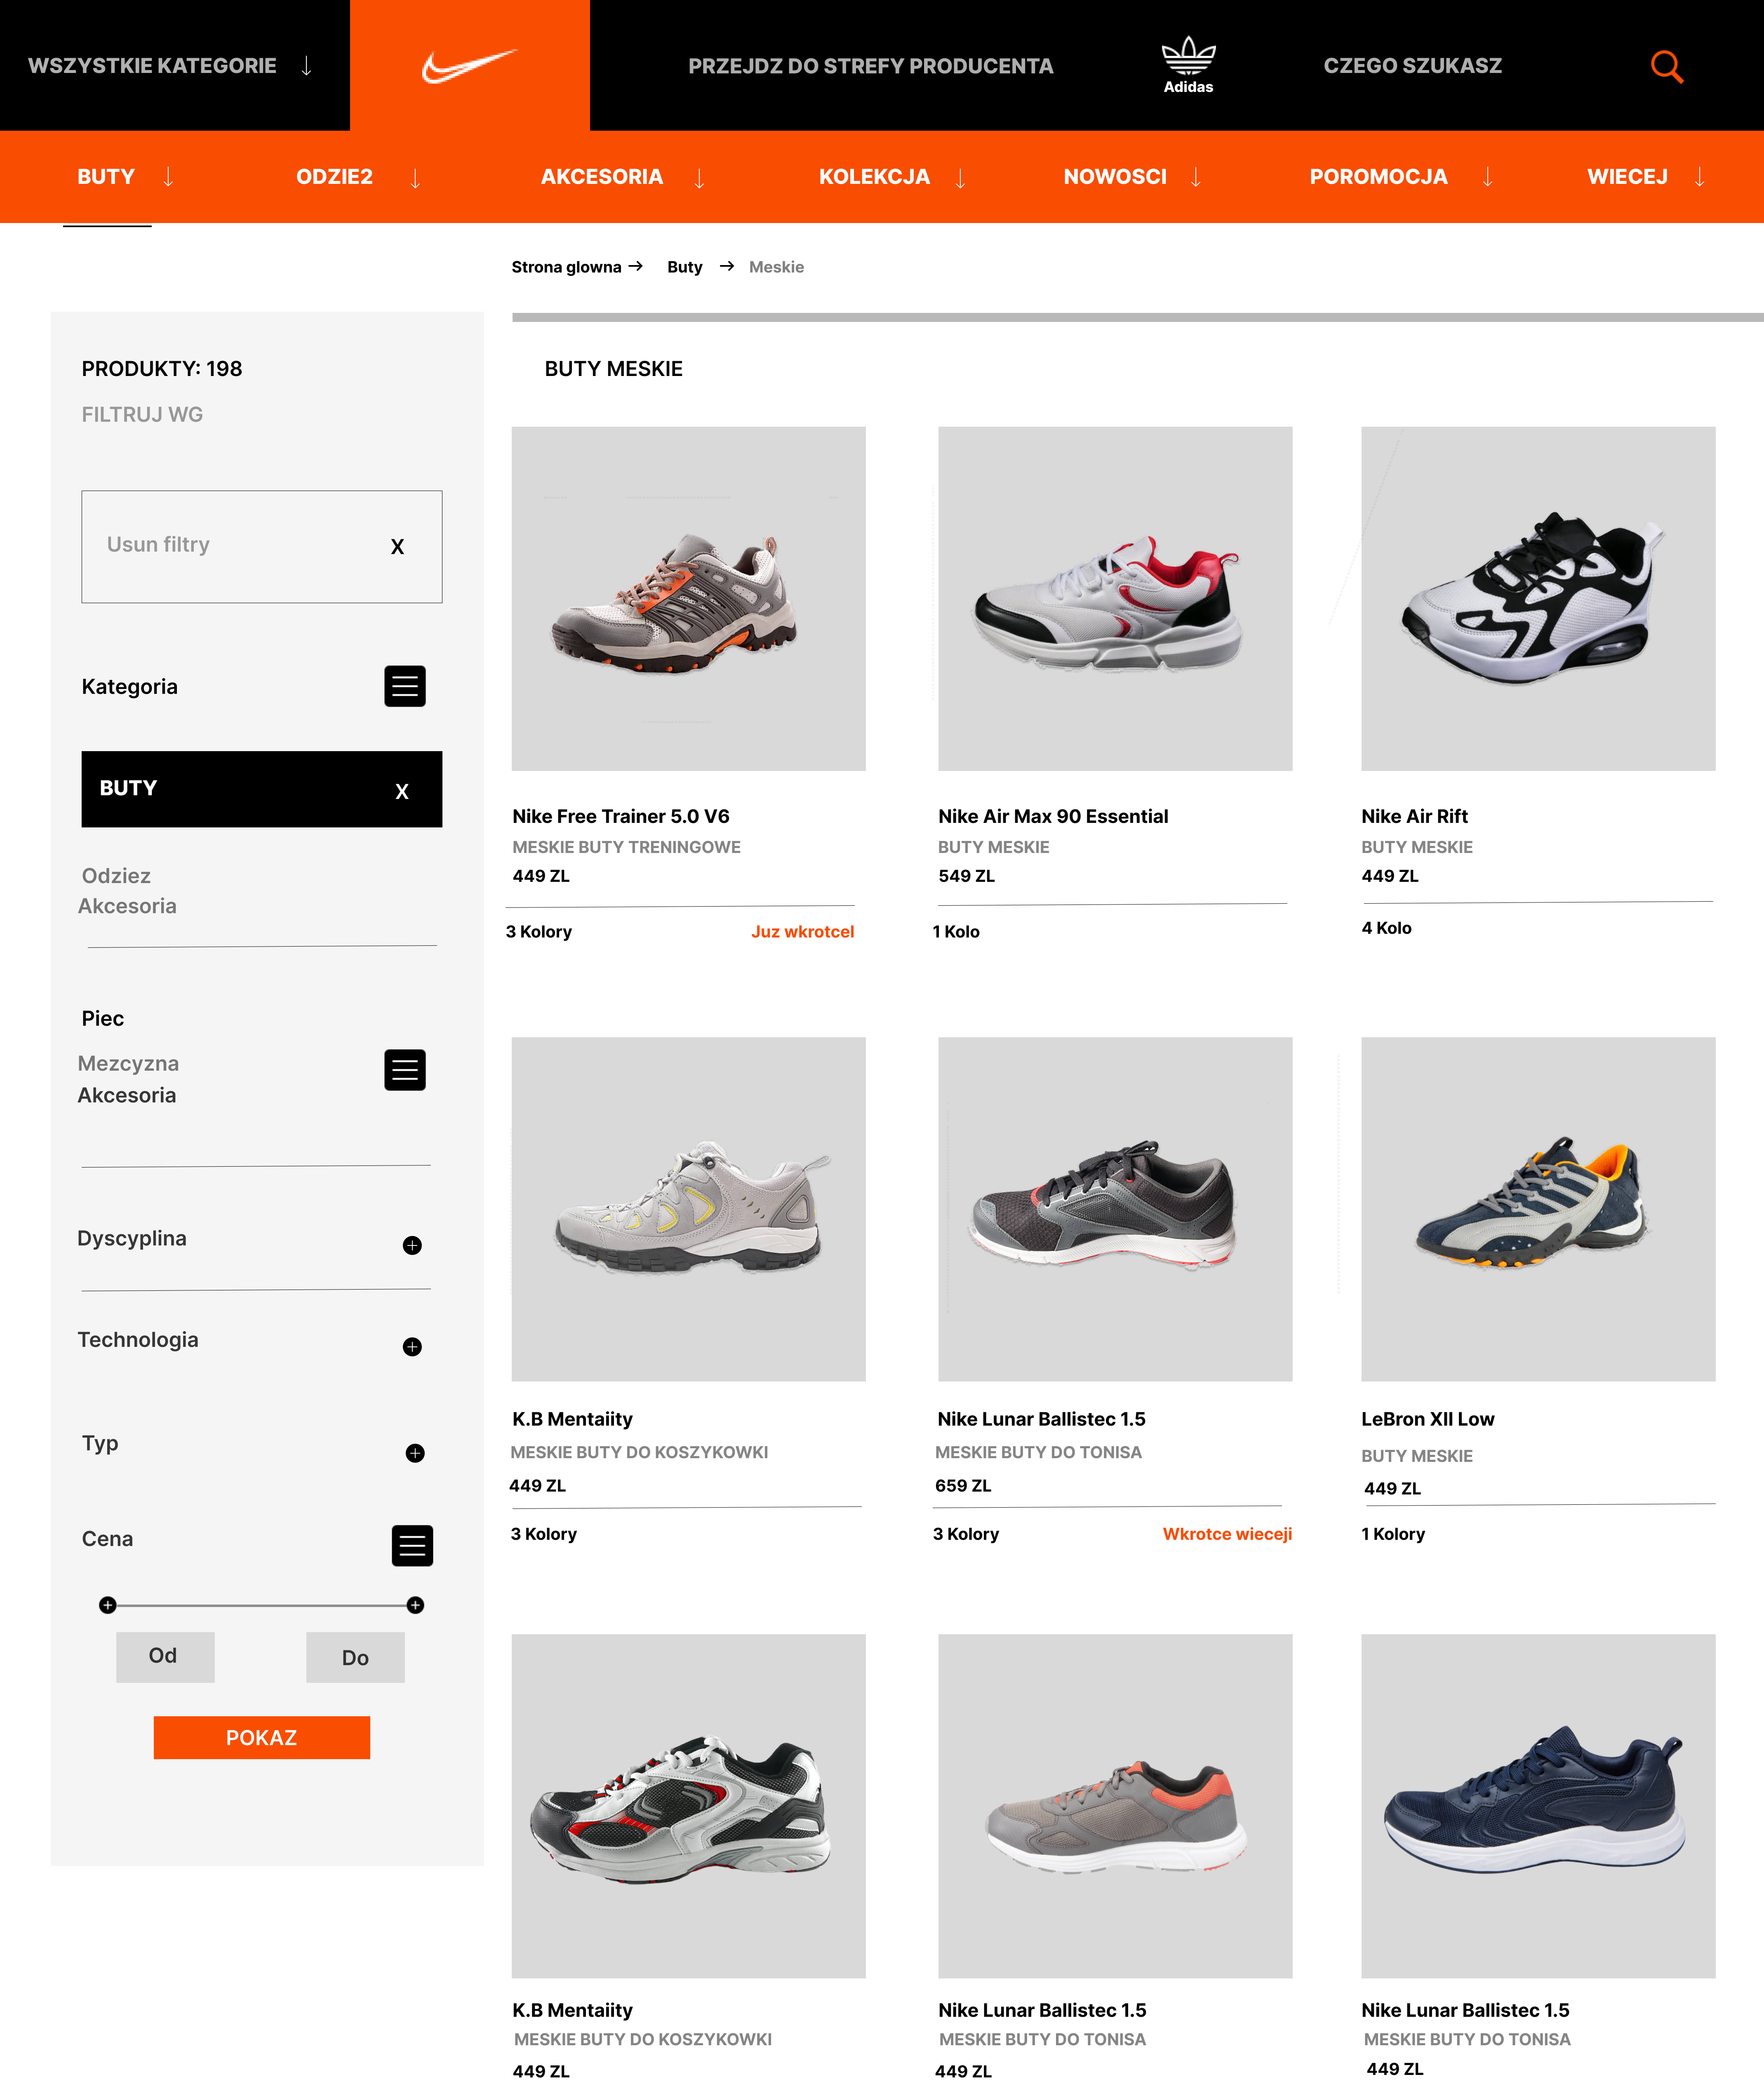 WSZYSTKIE KATEGORIE
PRZEJDZ DO STREFY PRODUCENTA
Adidas
CZEGO SZUKASZ
BUTY
ODZIE2
AKCESORIA
KOLEKCJA
NOWOSCI
POROMOCJA
WIECEJ
Strona glowna
Buty
Meskie
PRODUKTY: 198
FILTRUJ WG
Usun filtry X
Kategoria
BUTY X
Odziez
Akcesoria
Piec
Mezcyzna
Akcesoria
Dyscyplina
Technologia
Typ
Cena
Od
Do
POKAZ
BUTY MESKIE
Nike Free Trainer 5.0 V6
MESKIE BUTY TRENINGOWE
449 ZL
3 Kolory
Juz wkrotcel
Nike Air Max 90 Essential
BUTY MESKIE
549 ZL
1 Kolo
Nike Air Rift
BUTY MESKIE
449 ZL
4 Kolo
K.B Mentaiity
MESKIE BUTY DO KOSZYKOWKI
449 ZL
3 Kolory
Nike Lunar Ballistec 1.5
MESKIE BUTY DO TONISA
659 ZL
3 Kolory
Wkrotce wieceji
LeBron XII Low
BUTY MESKIE
449 ZL
1 Kolory
K.B Mentaiity
MESKIE BUTY DO KOSZYKOWKI
449 ZL
Nike Lunar Ballistec 1.5
MESKIE BUTY DO TONISA
449 ZL
Nike Lunar Ballistec 1.5
MESKIE BUTY DO TONISA
449 ZL